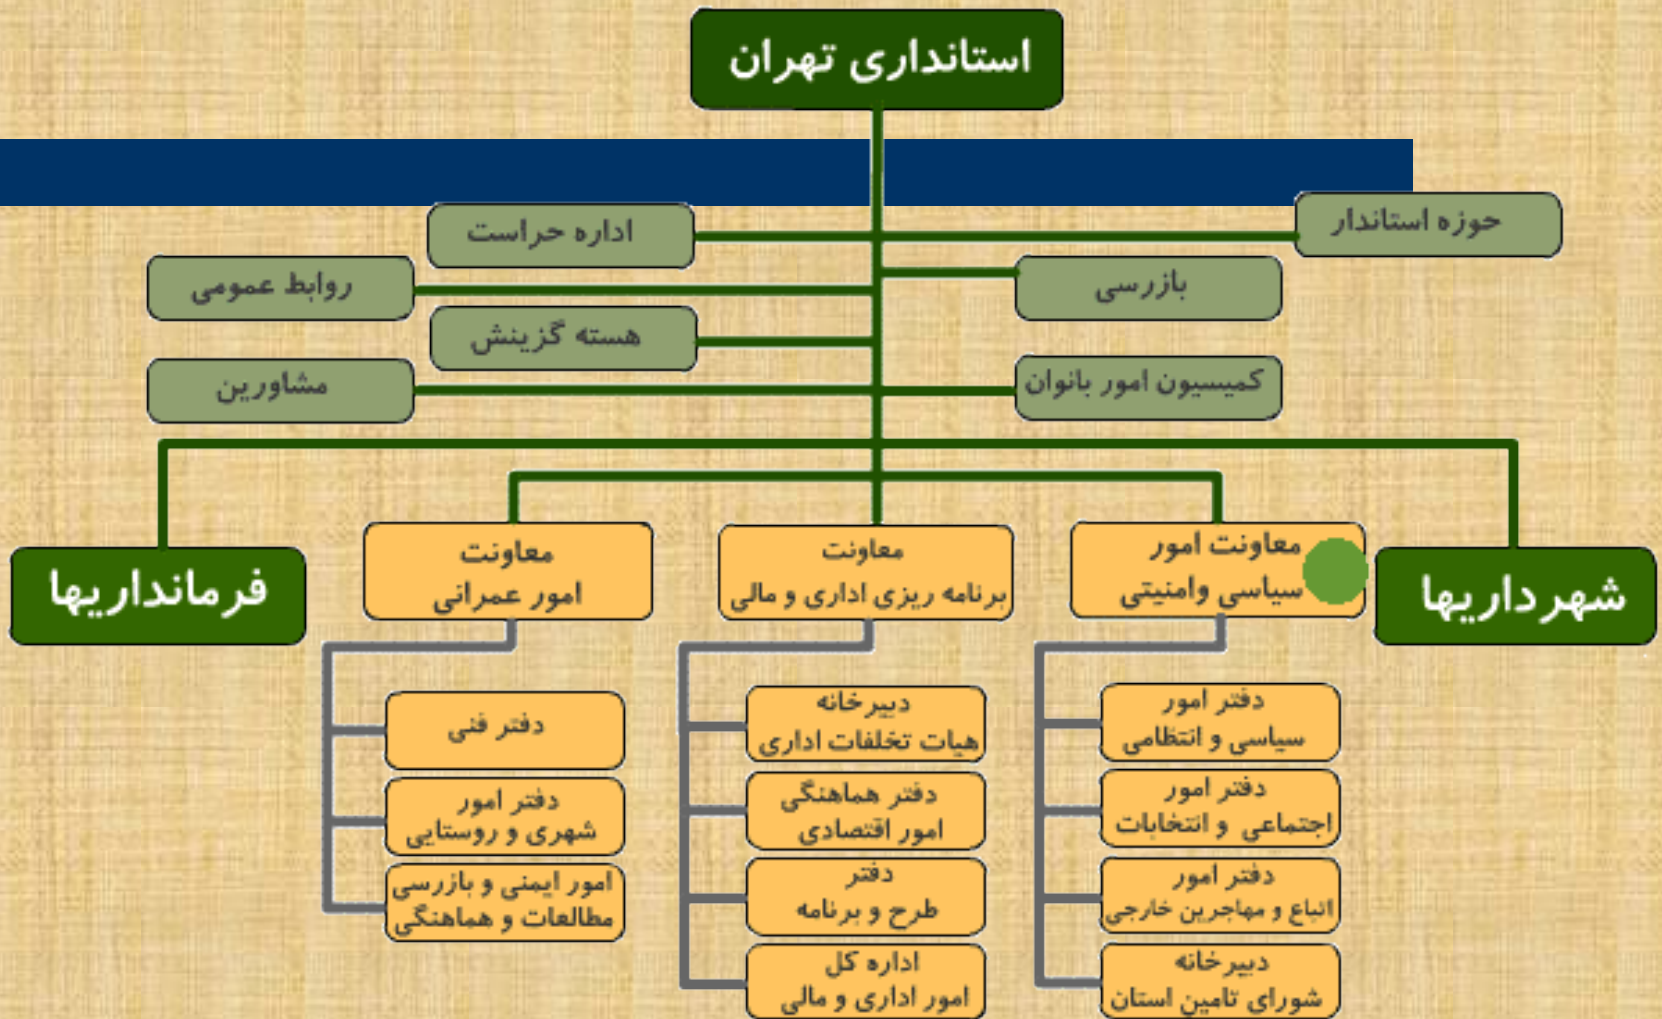 استانداری تهران
حوزه استاندار
اداره حراست
بازرسی
روابط عمومی
هسته گزینش
کمیسیون امور بانوان
مشاورین
شهرداریها
معاونت امور
سیاسی وامنیتی
معاونت
برنامه ریزی اداری و مالی
معاونت
امور عمرانی
فرمانداریها
دفتر امور
سیاسی و انتظامی
دفتر امور
اجتماعی و انتخابات
دفتر امور
اتباع و مهاجرین خارجی
دبیرخانه
شورای تامین استان
دبیرخانه
هیات تخلفات اداری
دفتر هماهنگی
امور اقتصادی
دفتر
طرح و برنامه
اداره کل
امور اداری و مالی
دفتر فنی
دفتر امور
شهری و روستایی
امور ایمنی و بازرسی
مطالعات و هماهنگی